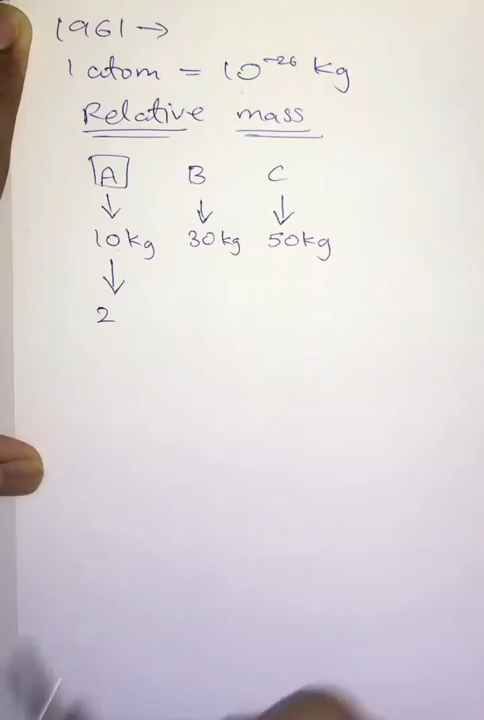 1961 →
1 atom = 10⁻²⁶ kg
Relative mass
A B C
↓ ↓ ↓
10kg 30kg 50kg
↓
2